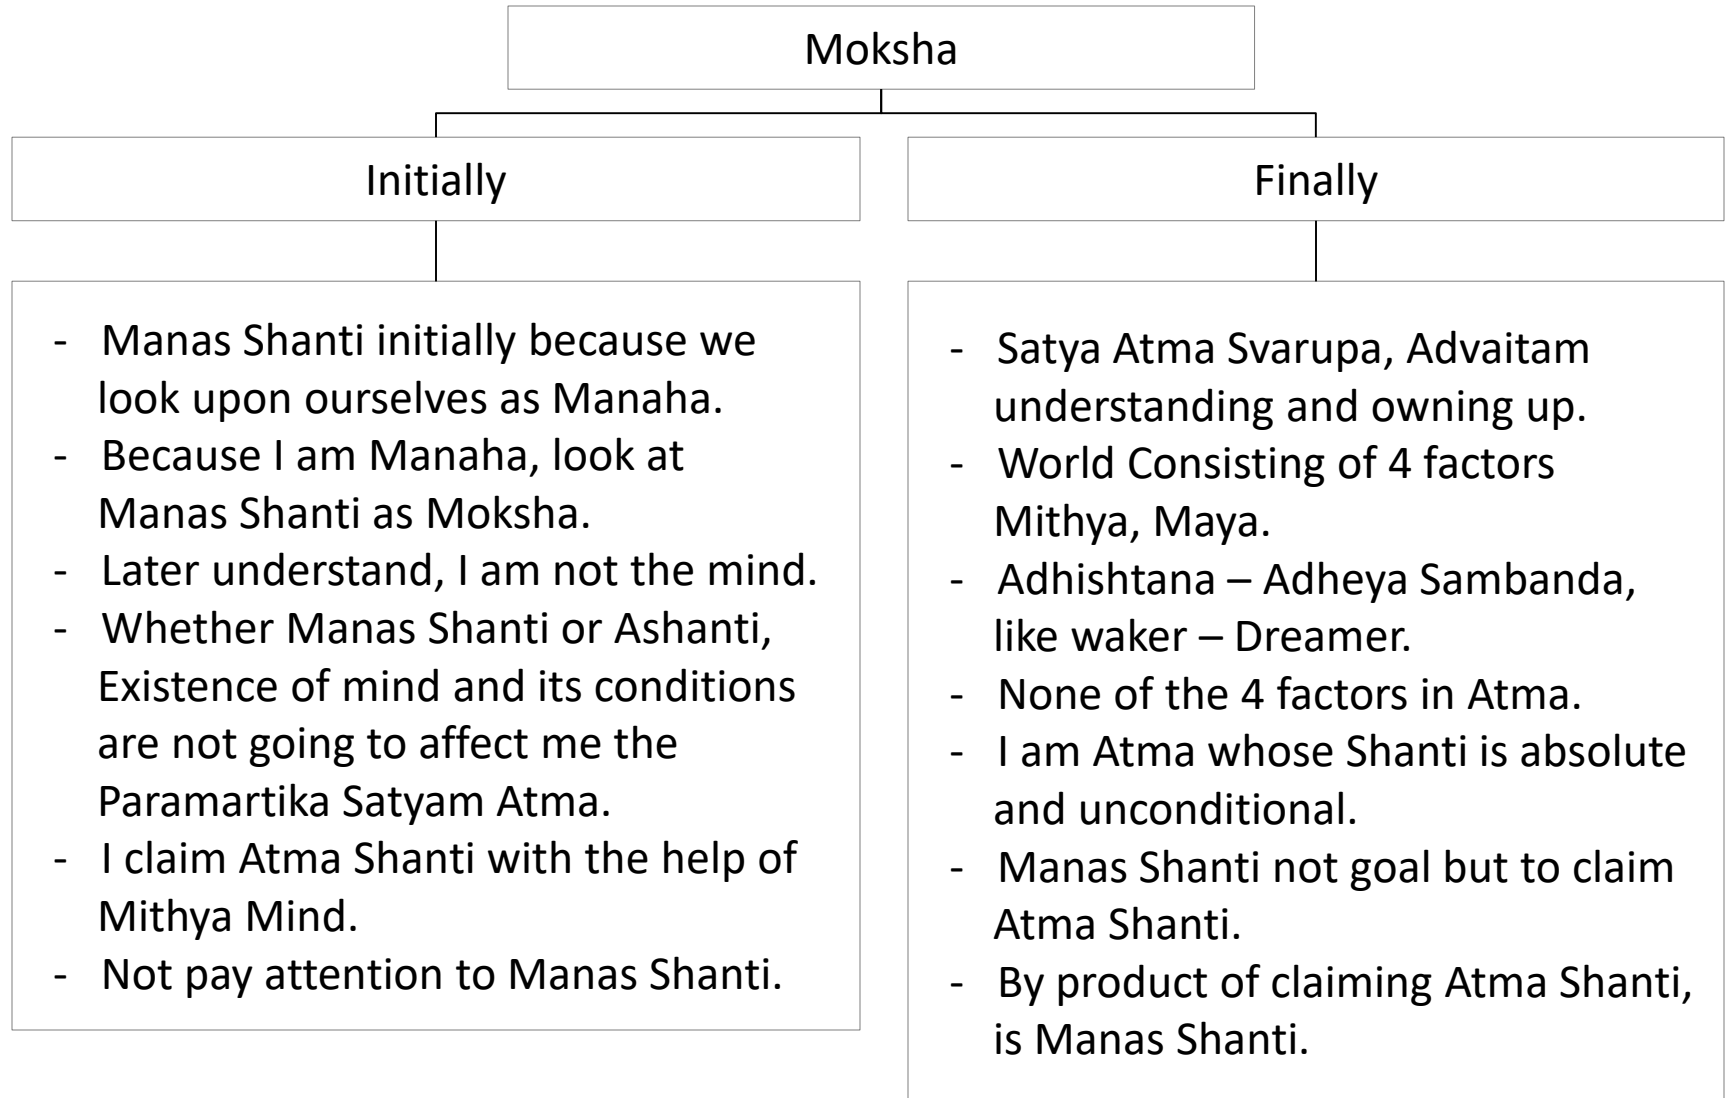 Moksha
Initially
- Manas Shanti initially because we
look upon ourselves as Manaha.
- Because I am Manaha, look at
Manas Shanti as Moksha.
- Later understand, I am not the mind.
- Whether Manas Shanti or Ashanti,
Existence of mind and its conditions
are not going to affect me the
Paramartika Satyam Atma.
- I claim Atma Shanti with the help of
Mithya Mind.
- Not pay attention to Manas Shanti.
Finally
- Satya Atma Svarupa, Advaitam
understanding and owning up.
- World Consisting of 4 factors
Mithya, Maya.
- Adhishtana – Adheya Sambanda,
like waker – Dreamer.
- None of the 4 factors in Atma.
- I am Atma whose Shanti is absolute
and unconditional.
- Manas Shanti not goal but to claim
Atma Shanti.
- By product of claiming Atma Shanti,
is Manas Shanti.